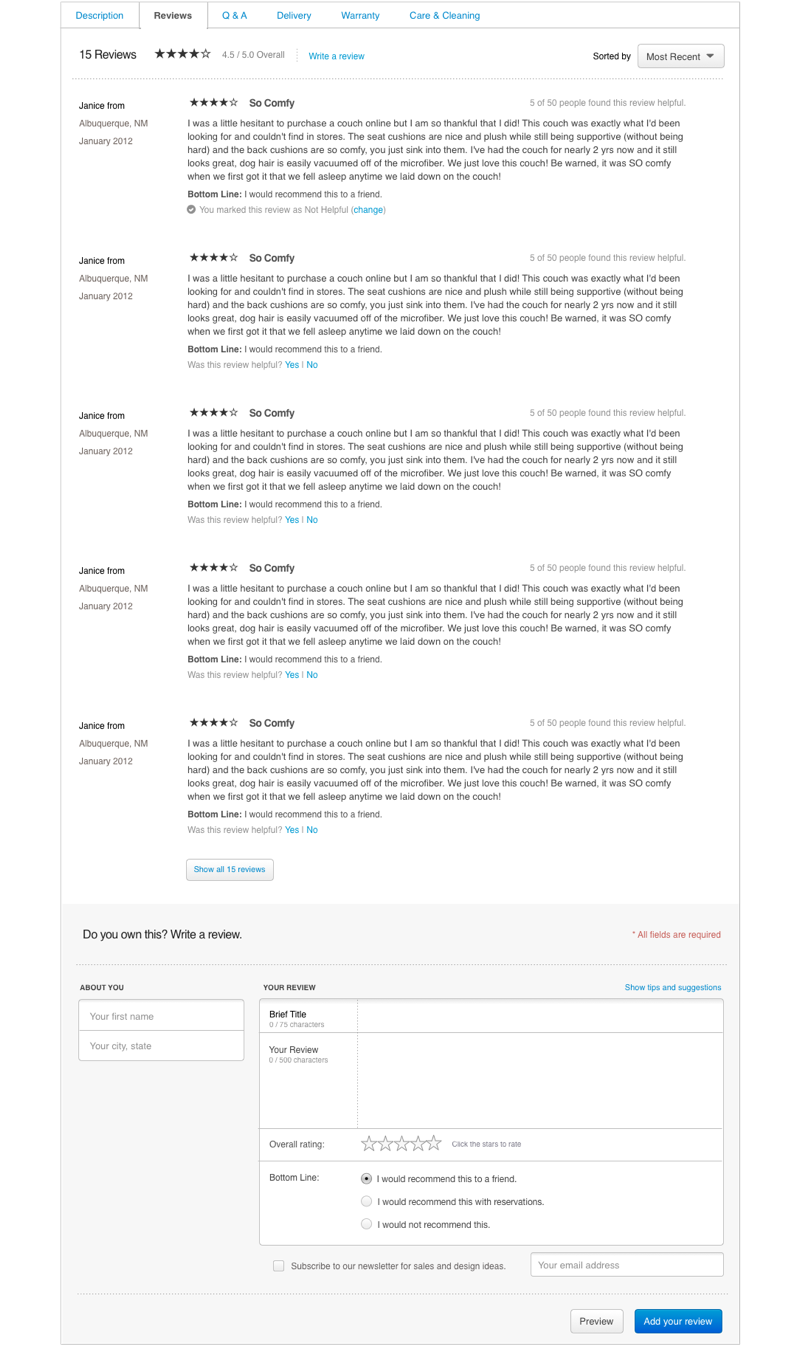 Description Reviews Q & A Delivery Warranty Care & Cleaning
15 Reviews 4.5 / 5.0 Overall Write a review Sorted by Most Recent
Janice from
Albuquerque, NM
January 2012
So Comfy 5 of 50 people found this review helpful.
I was a little hesitant to purchase a couch online but I am so thankful that I did! This couch was exactly what I'd been
looking for and couldn't find in stores. The seat cushions are nice and plush while still being supportive (without being
hard) and the back cushions are so comfy, you just sink into them. I've had the couch for nearly 2 yrs now and it still
looks great, dog hair is easily vacuumed off of the microfiber. We just love this couch! Be warned, it was SO comfy
when we first got it that we fell asleep anytime we laid down on the couch!
Bottom Line: I would recommend this to a friend.
You marked this review as Not Helpful (change)
Janice from
Albuquerque, NM
January 2012
So Comfy 5 of 50 people found this review helpful.
I was a little hesitant to purchase a couch online but I am so thankful that I did! This couch was exactly what I'd been
looking for and couldn't find in stores. The seat cushions are nice and plush while still being supportive (without being
hard) and the back cushions are so comfy, you just sink into them. I've had the couch for nearly 2 yrs now and it still
looks great, dog hair is easily vacuumed off of the microfiber. We just love this couch! Be warned, it was SO comfy
when we first got it that we fell asleep anytime we laid down on the couch!
Bottom Line: I would recommend this to a friend.
Was this review helpful? Yes | No
Janice from
Albuquerque, NM
January 2012
So Comfy 5 of 50 people found this review helpful.
I was a little hesitant to purchase a couch online but I am so thankful that I did! This couch was exactly what I'd been
looking for and couldn't find in stores. The seat cushions are nice and plush while still being supportive (without being
hard) and the back cushions are so comfy, you just sink into them. I've had the couch for nearly 2 yrs now and it still
looks great, dog hair is easily vacuumed off of the microfiber. We just love this couch! Be warned, it was SO comfy
when we first got it that we fell asleep anytime we laid down on the couch!
Bottom Line: I would recommend this to a friend.
Was this review helpful? Yes | No
Janice from
Albuquerque, NM
January 2012
So Comfy 5 of 50 people found this review helpful.
I was a little hesitant to purchase a couch online but I am so thankful that I did! This couch was exactly what I'd been
looking for and couldn't find in stores. The seat cushions are nice and plush while still being supportive (without being
hard) and the back cushions are so comfy, you just sink into them. I've had the couch for nearly 2 yrs now and it still
looks great, dog hair is easily vacuumed off of the microfiber. We just love this couch! Be warned, it was SO comfy
when we first got it that we fell asleep anytime we laid down on the couch!
Bottom Line: I would recommend this to a friend.
Was this review helpful? Yes | No
Janice from
Albuquerque, NM
January 2012
So Comfy 5 of 50 people found this review helpful.
I was a little hesitant to purchase a couch online but I am so thankful that I did! This couch was exactly what I'd been
looking for and couldn't find in stores. The seat cushions are nice and plush while still being supportive (without being
hard) and the back cushions are so comfy, you just sink into them. I've had the couch for nearly 2 yrs now and it still
looks great, dog hair is easily vacuumed off of the microfiber. We just love this couch! Be warned, it was SO comfy
when we first got it that we fell asleep anytime we laid down on the couch!
Bottom Line: I would recommend this to a friend.
Was this review helpful? Yes | No
Show all 15 reviews
Do you own this? Write a review. * All fields are required
ABOUT YOU
Your first name
Your city, state
YOUR REVIEW Show tips and suggestions
Brief Title
0 / 75 characters
Your Review
0 / 500 characters
Overall rating: Click the stars to rate
Bottom Line: I would recommend this to a friend.
I would recommend this with reservations.
I would not recommend this.
Subscribe to our newsletter for sales and design ideas. Your email address
Preview Add your review